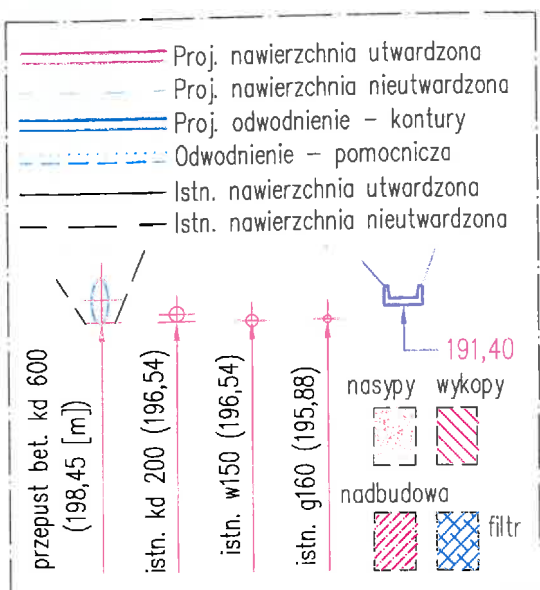 Proj. nawierzchnia utwardzona
Proj. nawierzchnia nieutwardzona
Proj. odwodnienie – kontury
Odwodnienie – pomocnicza
Istn. nawierzchnia utwardzona
Istn. nawierzchnia nieutwardzona
przepust bet. kd 600
(198,45 [m])
istn. kd 200 (196,54)
istn. w150 (196,54)
istn. g160 (195,88)
191,40
nasypy wykopy
nadbudowa
filtr